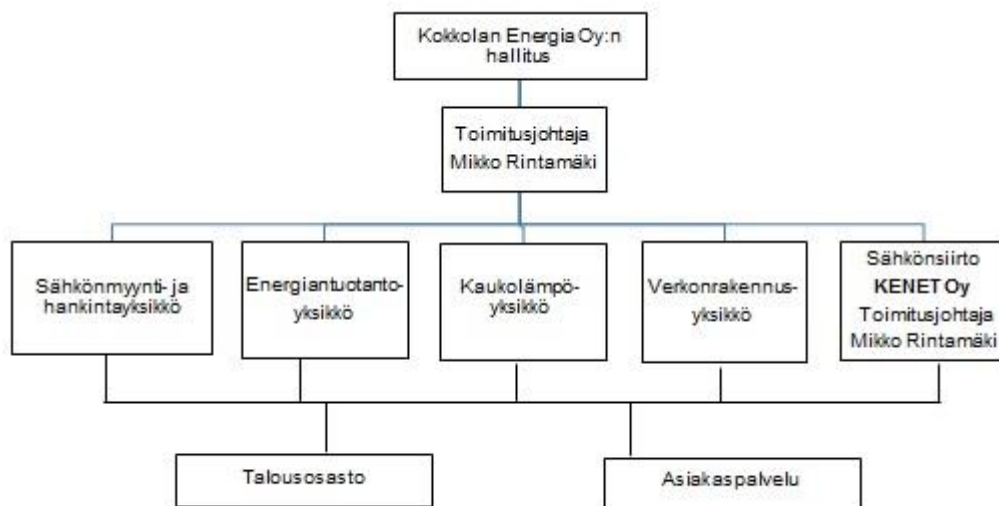 Kokkolan Energia Oy:n
hallitus
Toimitusjohtaja
Mikko Rintamäki
Sähkönmyynti- ja
hankintayksikkö
Energiantuotanto-
yksikkö
Kaukolämpö-
yksikkö
Verkonrakennus-
yksikkö
Sähkönsiirto
KENET Oy
Toimitusjohtaja
Mikko Rintamäki
Talousosasto
Asiakaspalvelu